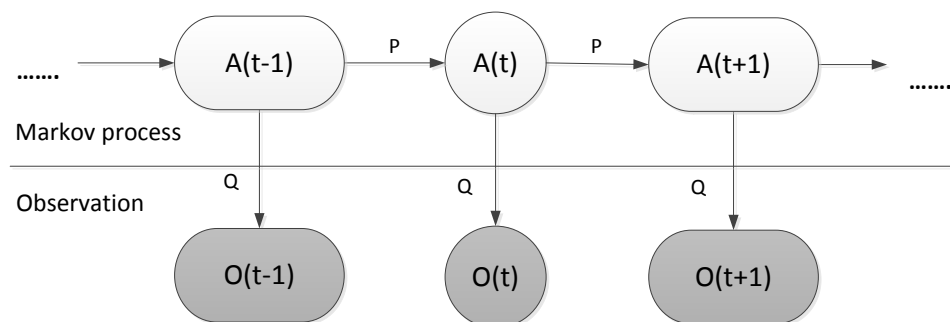 P P
……. A(t-1) A(t) A(t+1) …….
Markov process
Q Q Q
Observation
O(t-1) O(t) O(t+1)